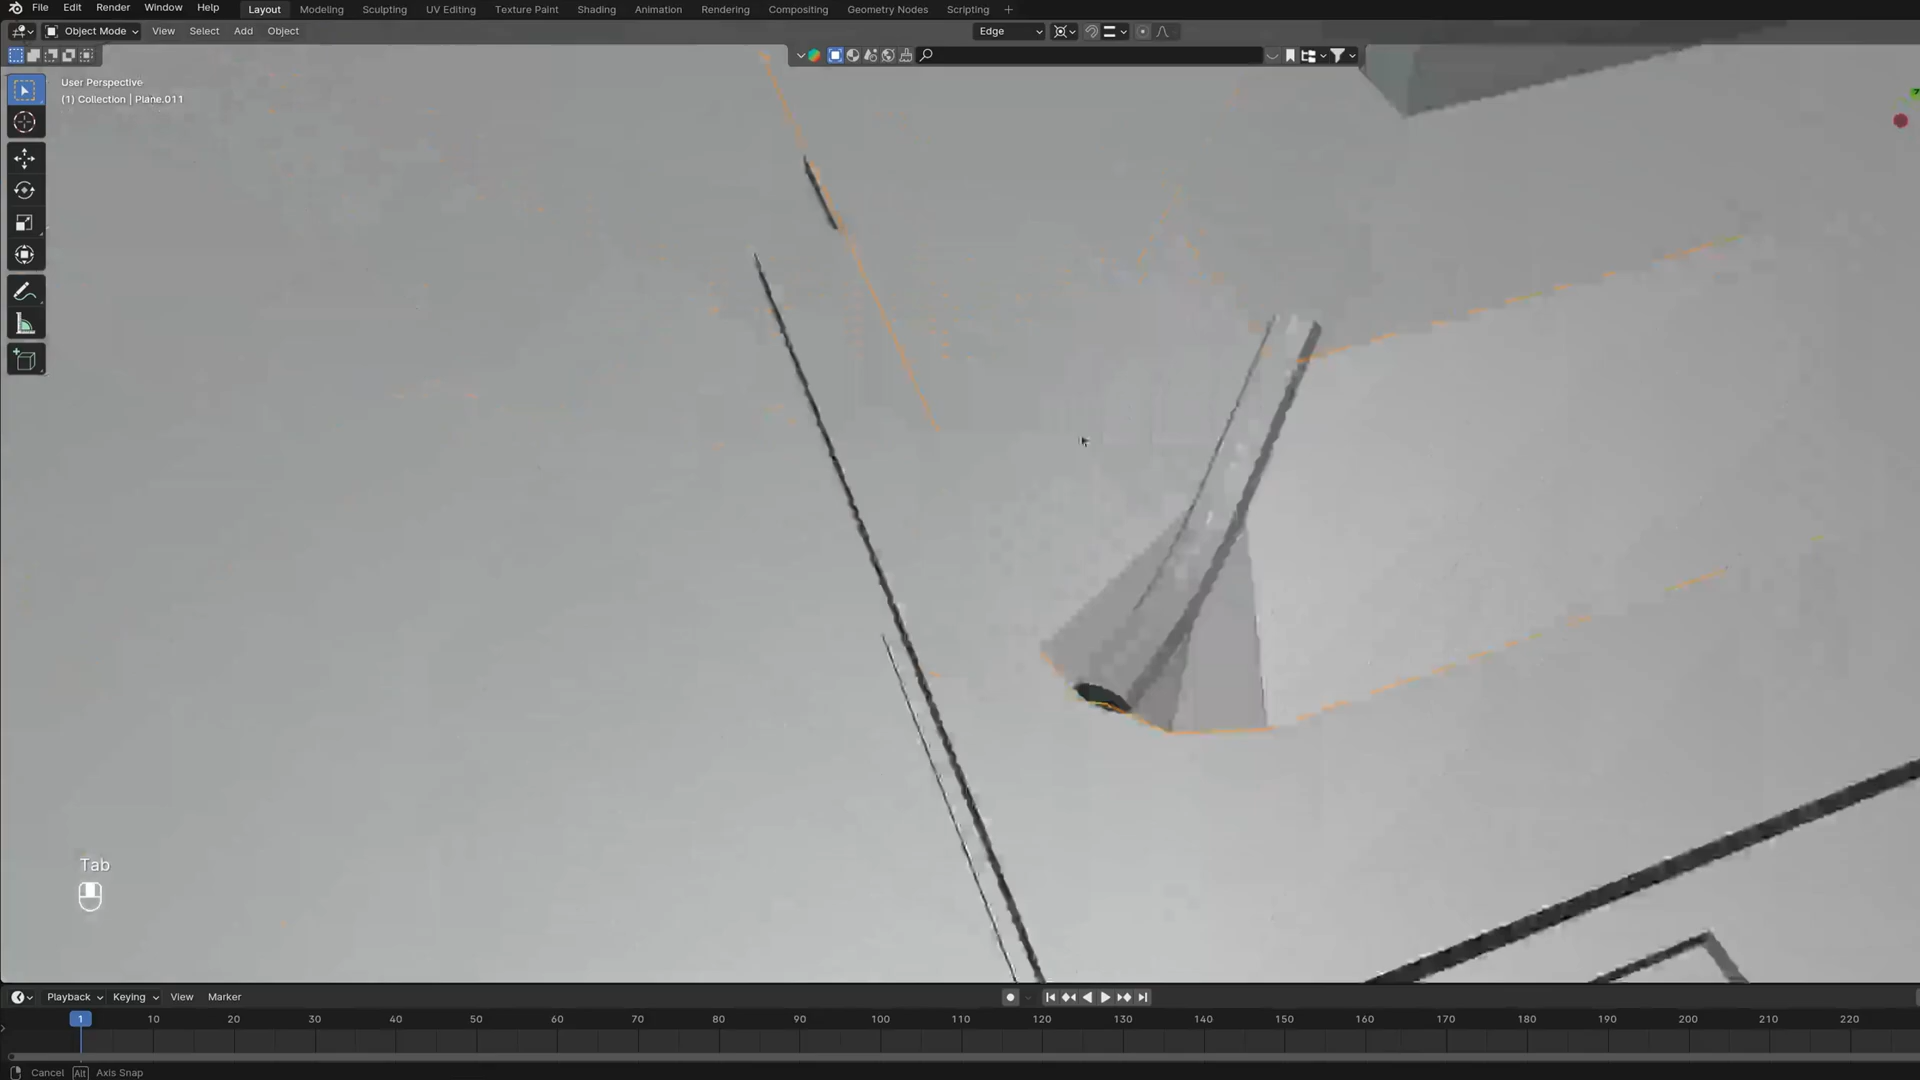 File Edit Render Window Help Layout Modeling Sculpting UV Editing Texture Paint Shading Animation Rendering Compositing Geometry Nodes Scripting +
Object Mode View Select Add Object Edge
User Perspective
(1) Collection | Plane.011
Tab
Playback Keying View Marker
1 10 20 30 40 50 60 70 80 90 100 110 120 130 140 150 160 170 180 190 200 210 220
Cancel Alt Axis Snap